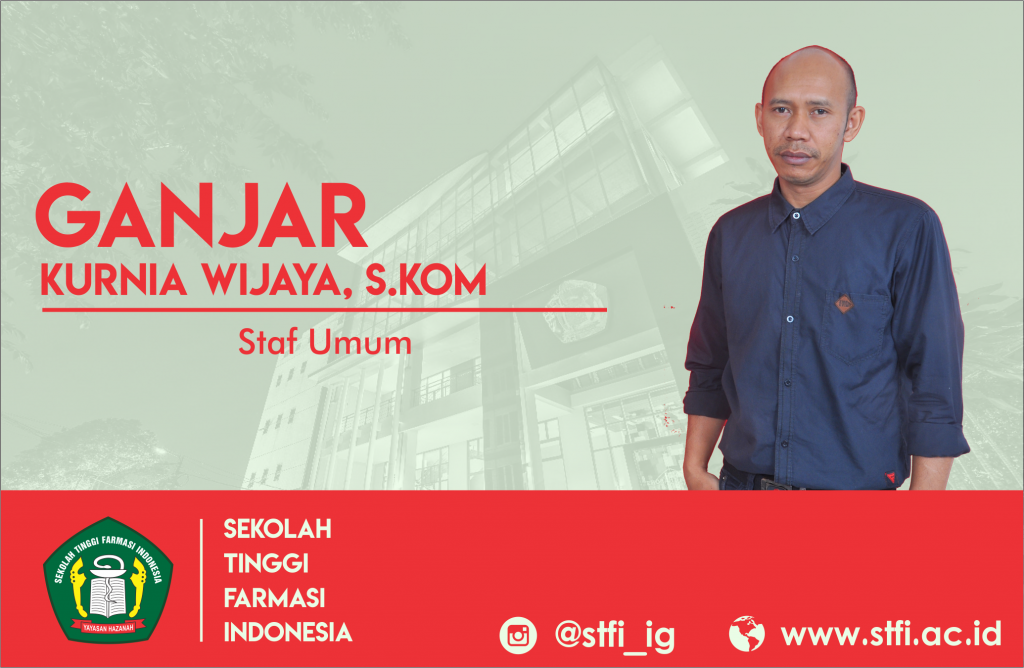 GANJAR
KURNIA WIJAYA, S.KOM
Staf Umum
SEKOLAH TINGGI FARMASI INDONESIA
YAYASAN HAZANAH
SEKOLAH
TINGGI
FARMASI
INDONESIA
@stfi_ig
www.stfi.ac.id